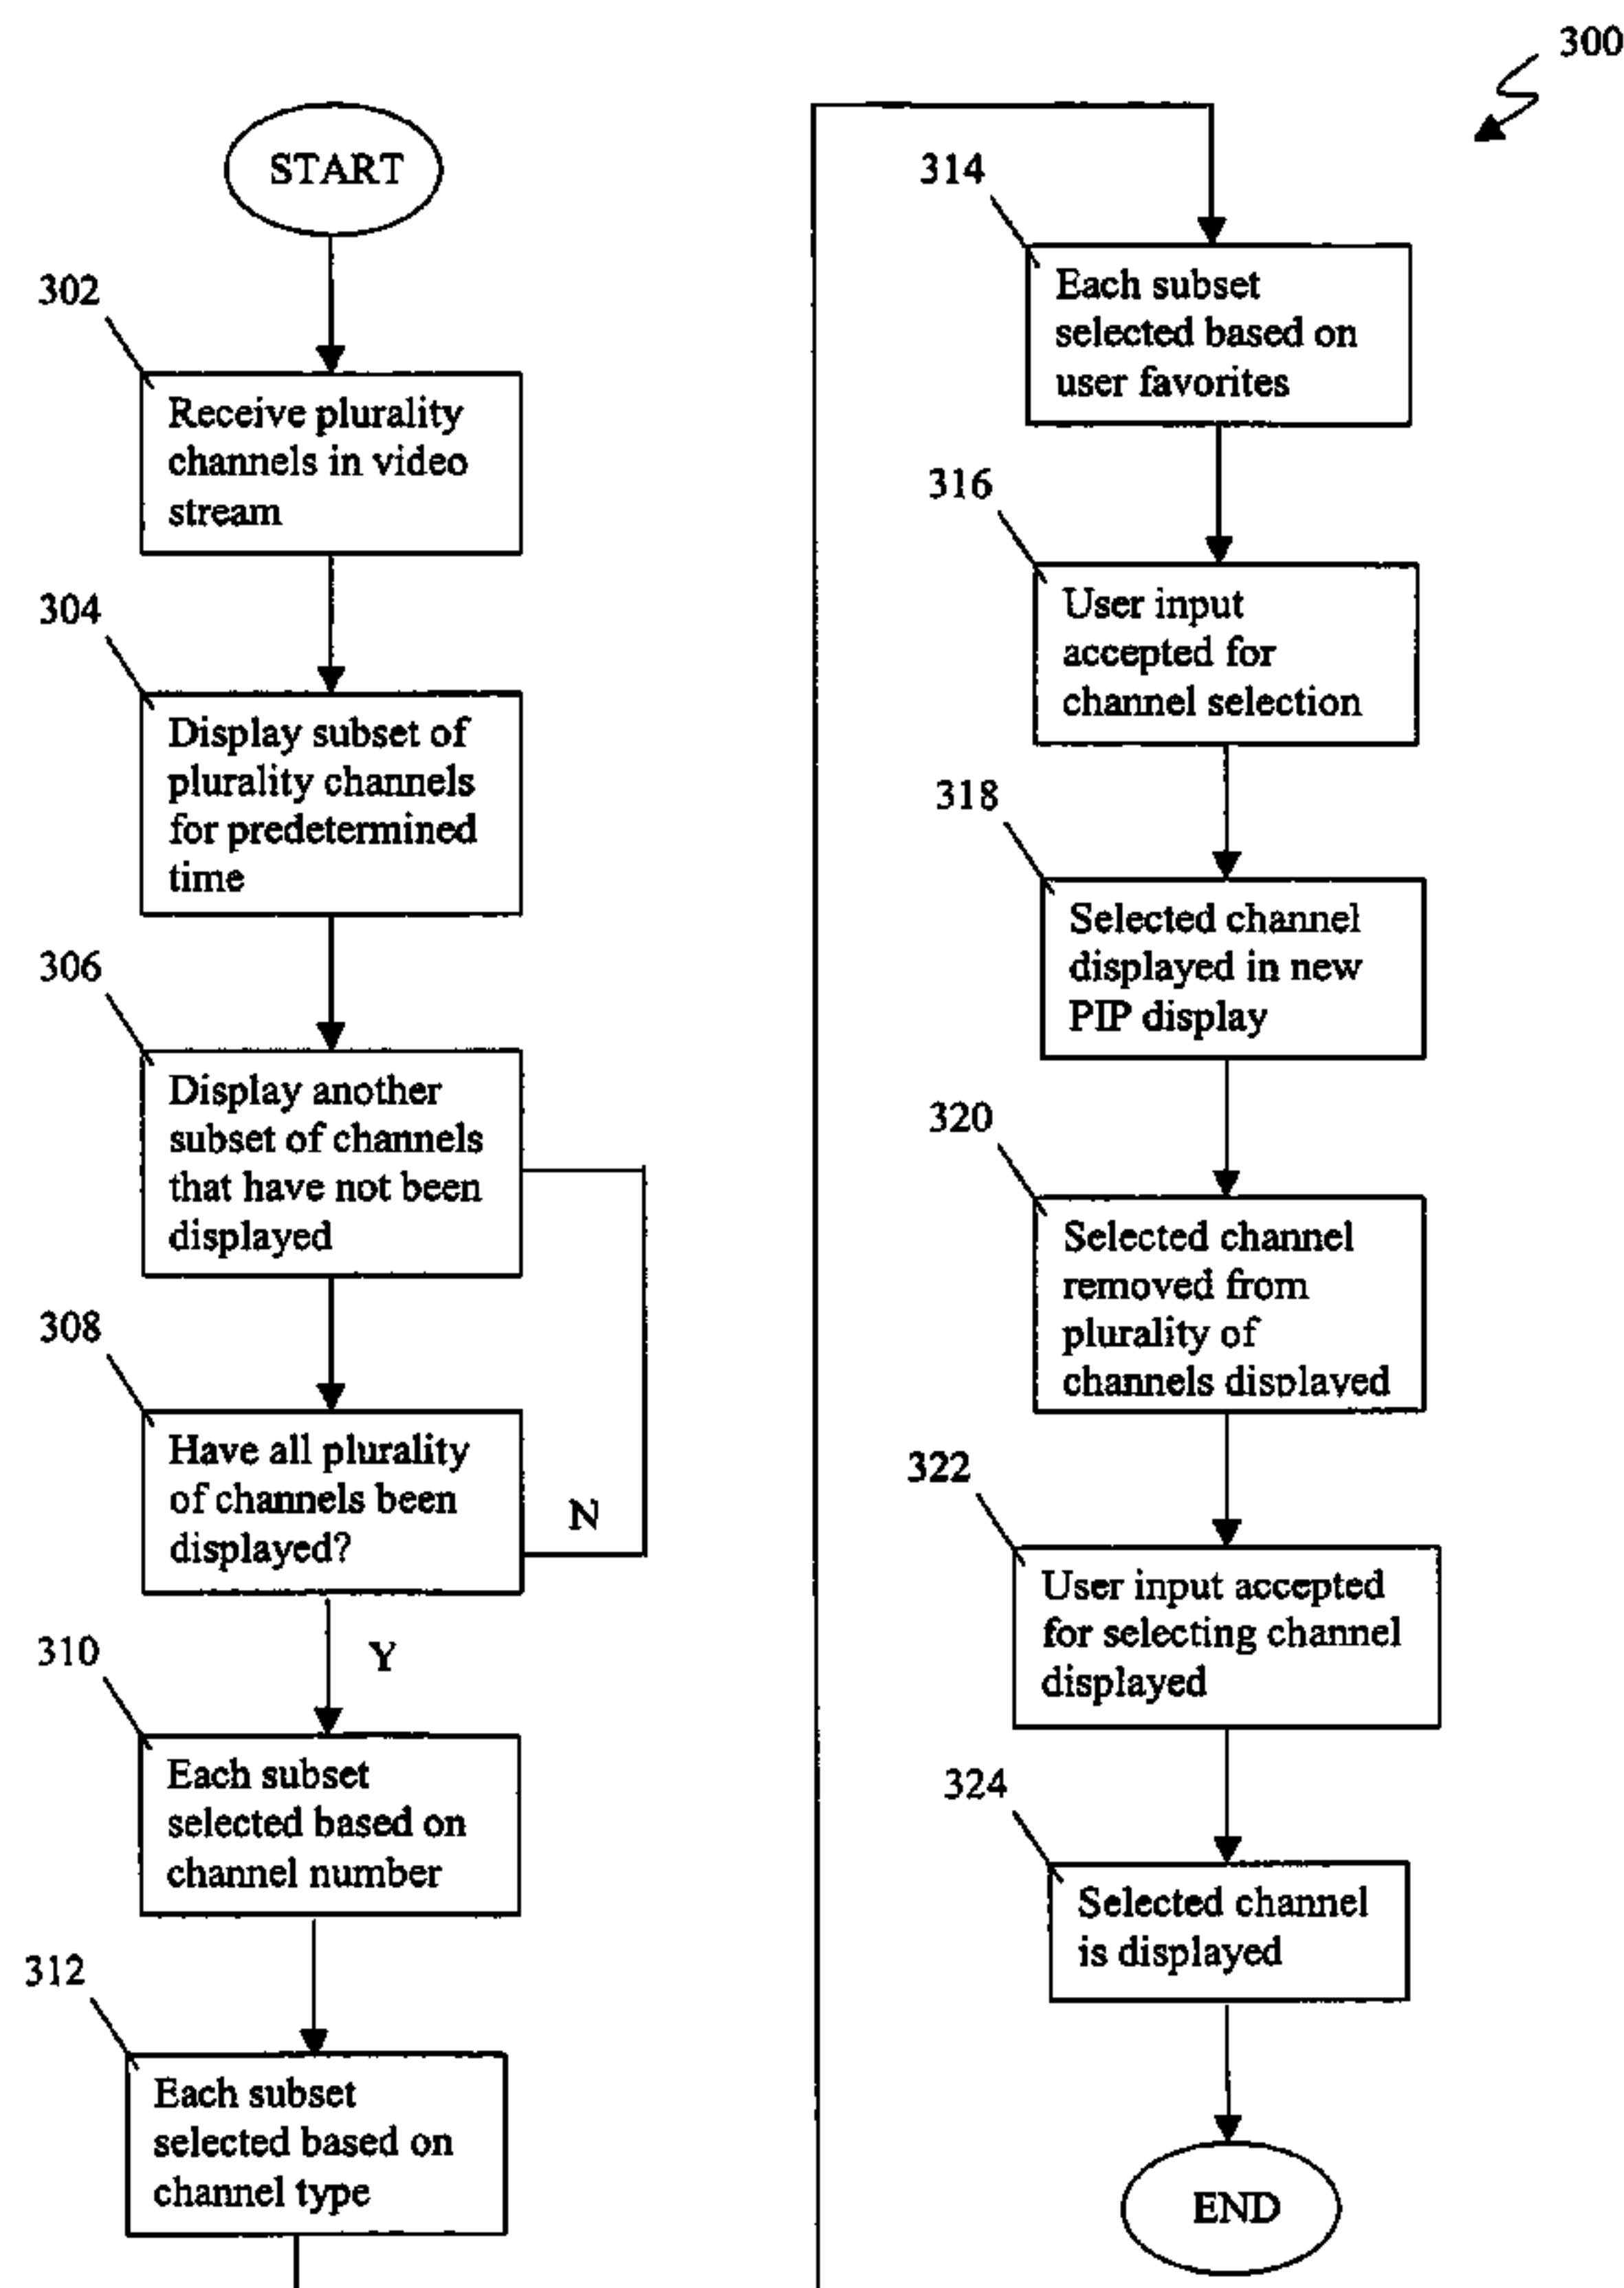 300
START
302
Receive plurality
channels in video
stream
304
Display subset of
plurality channels
for predetermined
time
306
Display another
subset of channels
that have not been
displayed
308
Have all plurality
of channels been
displayed?
N
Y
310
Each subset
selected based on
channel number
312
Each subset
selected based on
channel type
314
Each subset
selected based on
user favorites
316
User input
accepted for
channel selection
318
Selected channel
displayed in new
PIP display
320
Selected channel
removed from
plurality of
channels displayed
322
User input accepted
for selecting channel
displayed
324
Selected channel
is displayed
END